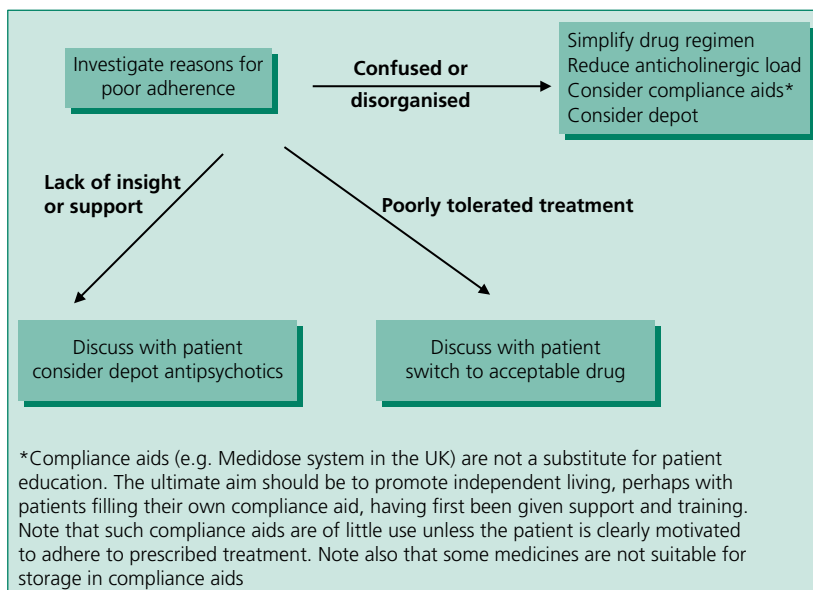 Investigate reasons for
poor adherence
Confused or
disorganised
Simplify drug regimen
Reduce anticholinergic load
Consider compliance aids*
Consider depot
Lack of insight
or support
Poorly tolerated treatment
Discuss with patient
consider depot antipsychotics
Discuss with patient
switch to acceptable drug
*Compliance aids (e.g. Medidose system in the UK) are not a substitute for patient
education. The ultimate aim should be to promote independent living, perhaps with
patients filling their own compliance aid, having first been given support and training.
Note that such compliance aids are of little use unless the patient is clearly motivated
to adhere to prescribed treatment. Note also that some medicines are not suitable for
storage in compliance aids